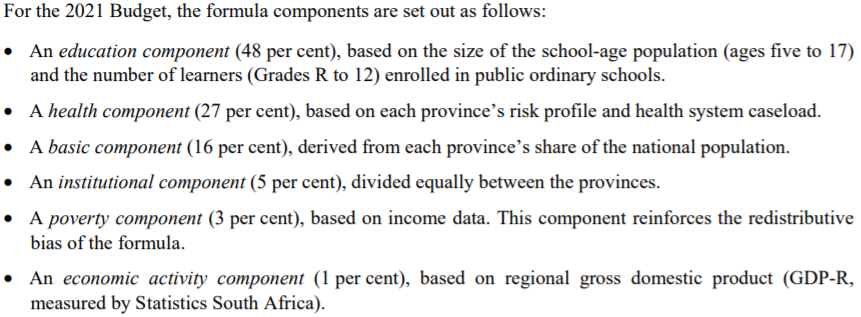 For the 2021 Budget, the formula components are set out as follows:
• An education component (48 per cent), based on the size of the school-age population (ages five to 17)
and the number of learners (Grades R to 12) enrolled in public ordinary schools.
• A health component (27 per cent), based on each province’s risk profile and health system caseload.
• A basic component (16 per cent), derived from each province’s share of the national population.
• An institutional component (5 per cent), divided equally between the provinces.
• A poverty component (3 per cent), based on income data. This component reinforces the redistributive
bias of the formula.
• An economic activity component (1 per cent), based on regional gross domestic product (GDP-R,
measured by Statistics South Africa).